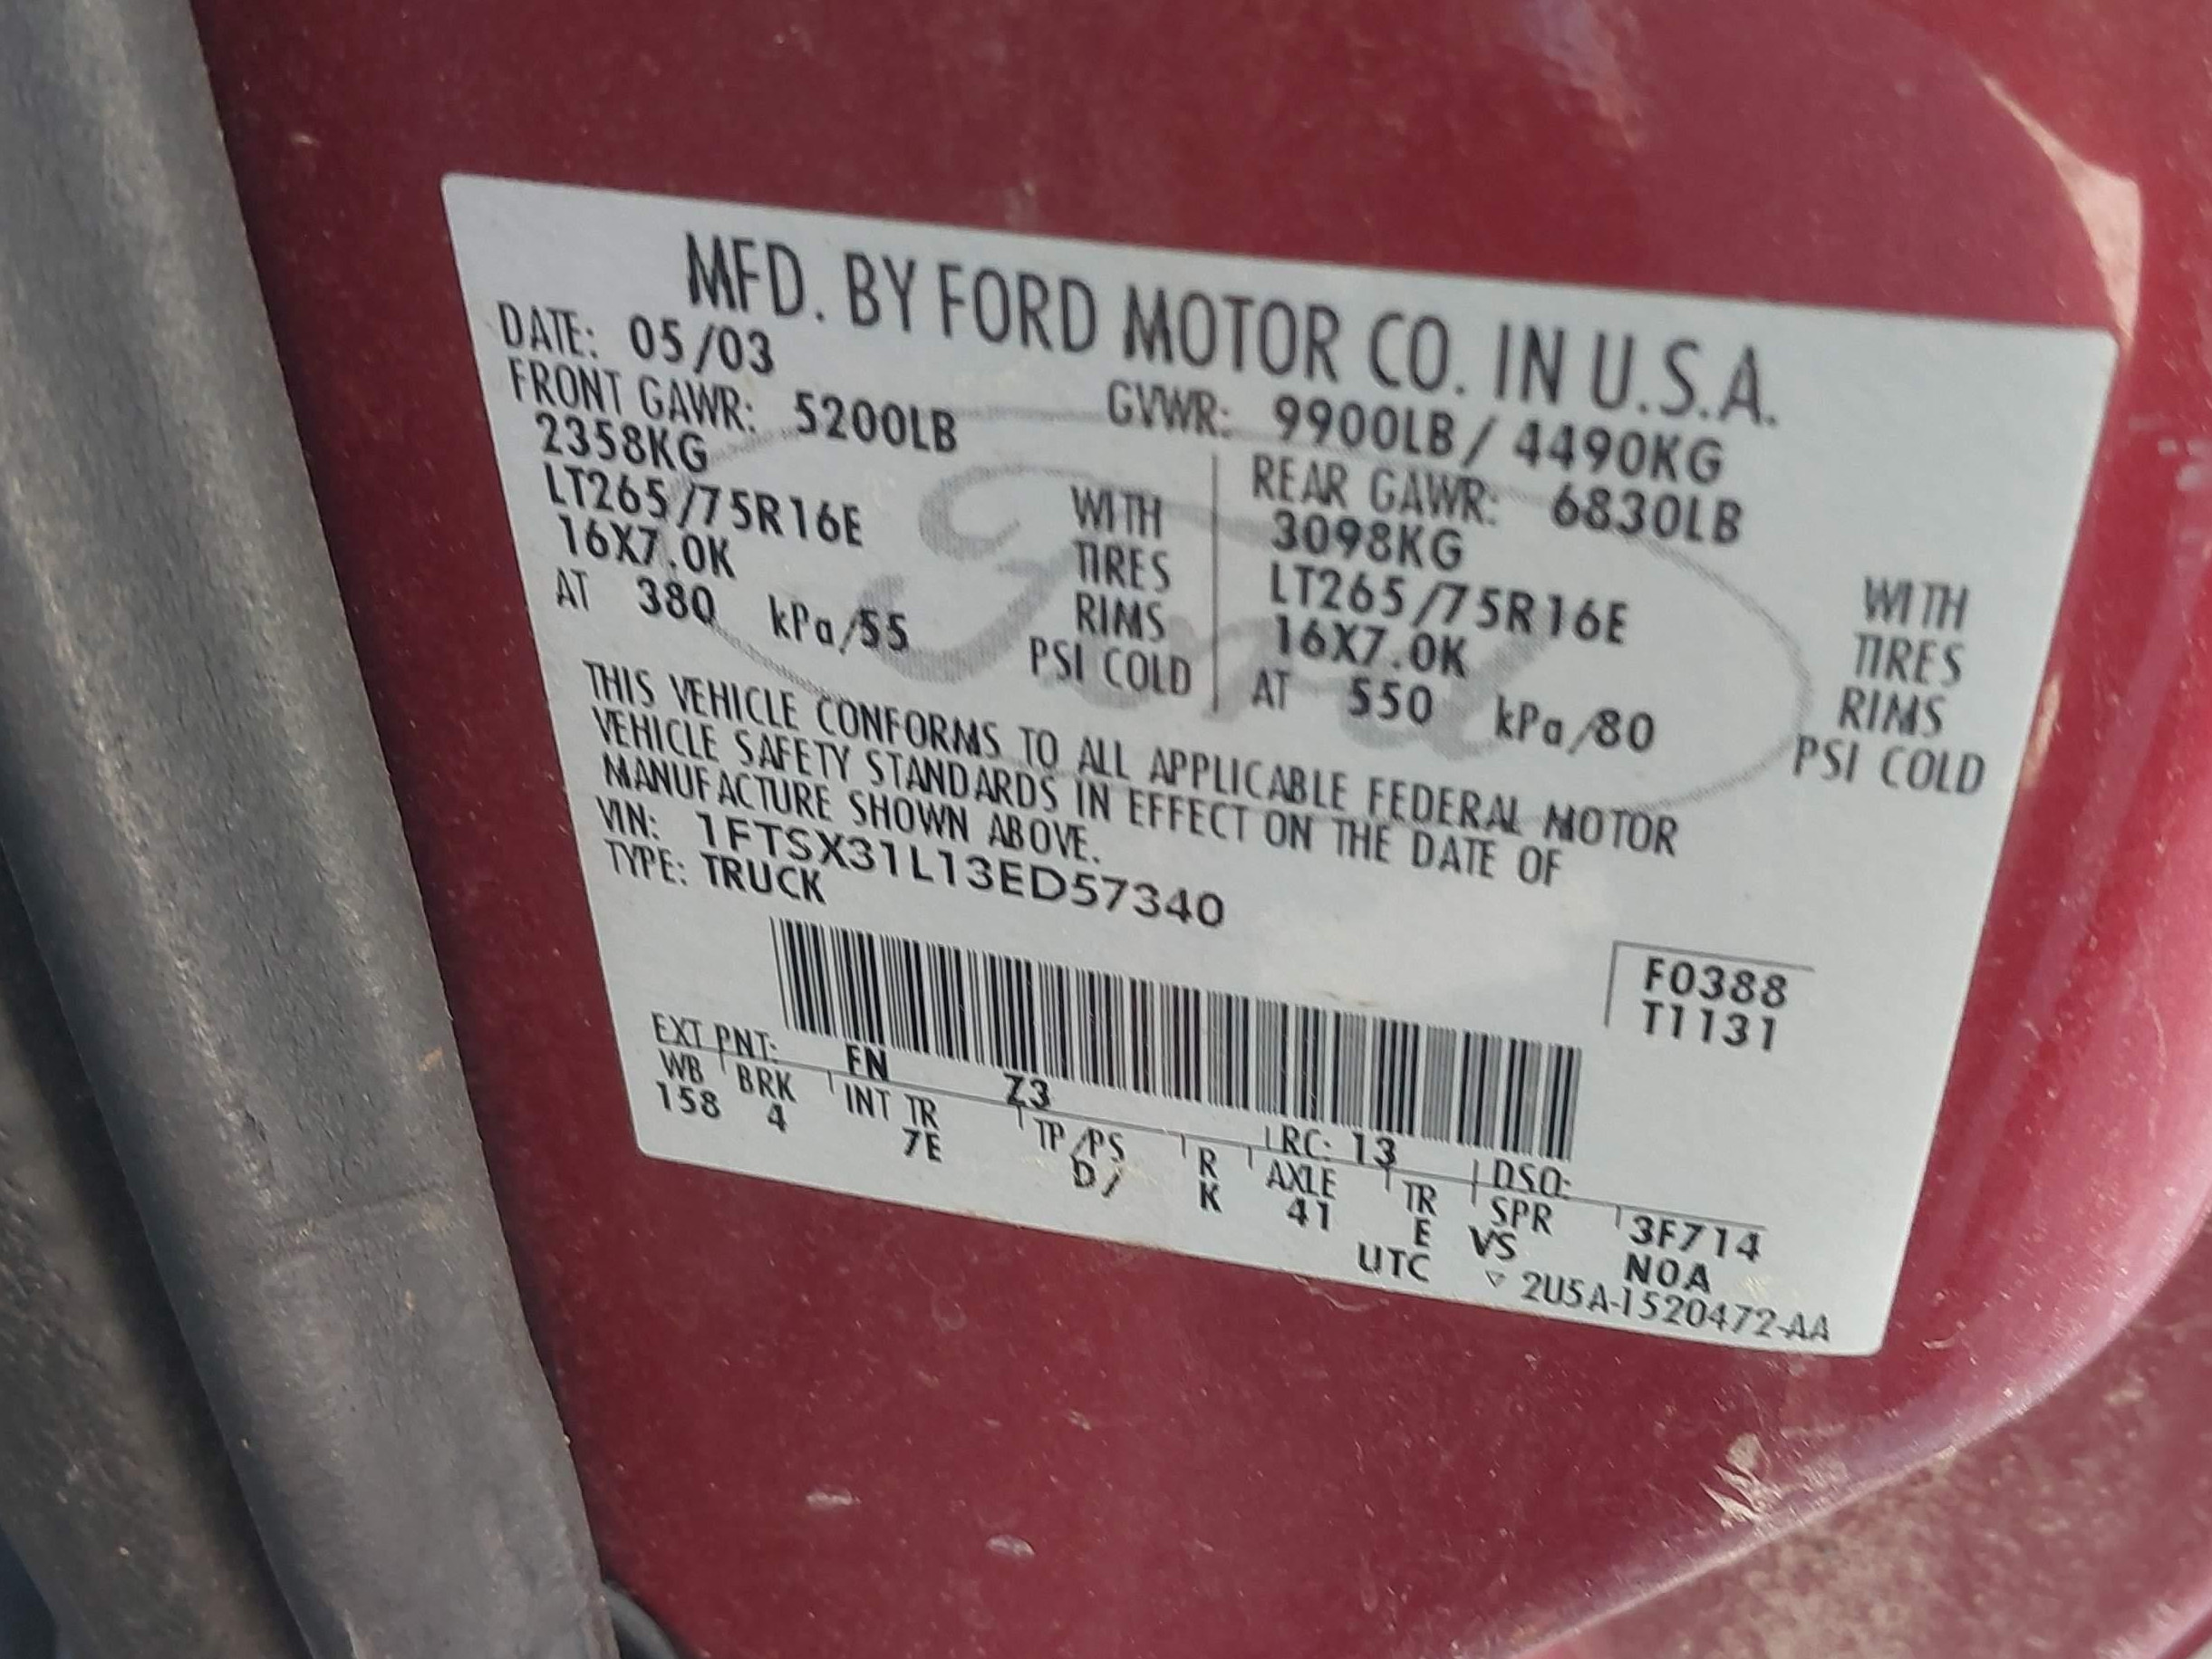 MFD. BY FORD MOTOR CO. IN U.S.A.
DATE: 05/03 GVWR: 9900LB / 4490KG
FRONT GAWR: 5200LB REAR GAWR: 6830LB
2358KG WITH 3098KG WITH
LT265/75R16E TIRES LT265/75R16E TIRES
16X7.0K RIMS 16X7.0K RIMS
AT 380 kPa/55 PSI COLD AT 550 kPa/80 PSI COLD
THIS VEHICLE CONFORMS TO ALL APPLICABLE FEDERAL MOTOR
VEHICLE SAFETY STANDARDS IN EFFECT ON THE DATE OF
MANUFACTURE SHOWN ABOVE.
VIN: 1FTSX31L13ED57340
TYPE: TRUCK
F0388
T1131
EXT PNT: FN Z3 RC: 13 DSO:
WB BRK INT TR TP/PS R AXLE TR SPR 3F714
158 4 7E D/ K 41 E VS N0A
UTC ▽ 2U5A-1520472-AA
Ford